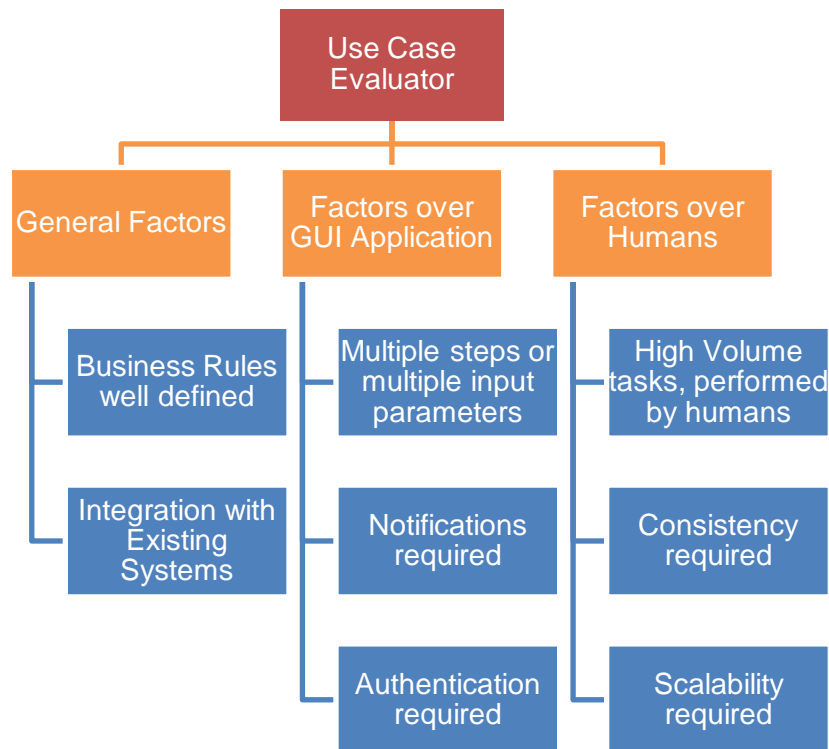 Use Case
Evaluator
General Factors
Factors over
GUI Application
Factors over
Humans
Business Rules
well defined
Integration with
Existing
Systems
Multiple steps or
multiple input
parameters
Notifications
required
Authentication
required
High Volume
tasks, performed
by humans
Consistency
required
Scalability
required